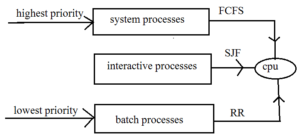 highest priority
system processes
FCFS
interactive processes
SJF
cpu
lowest priority
batch processes
RR